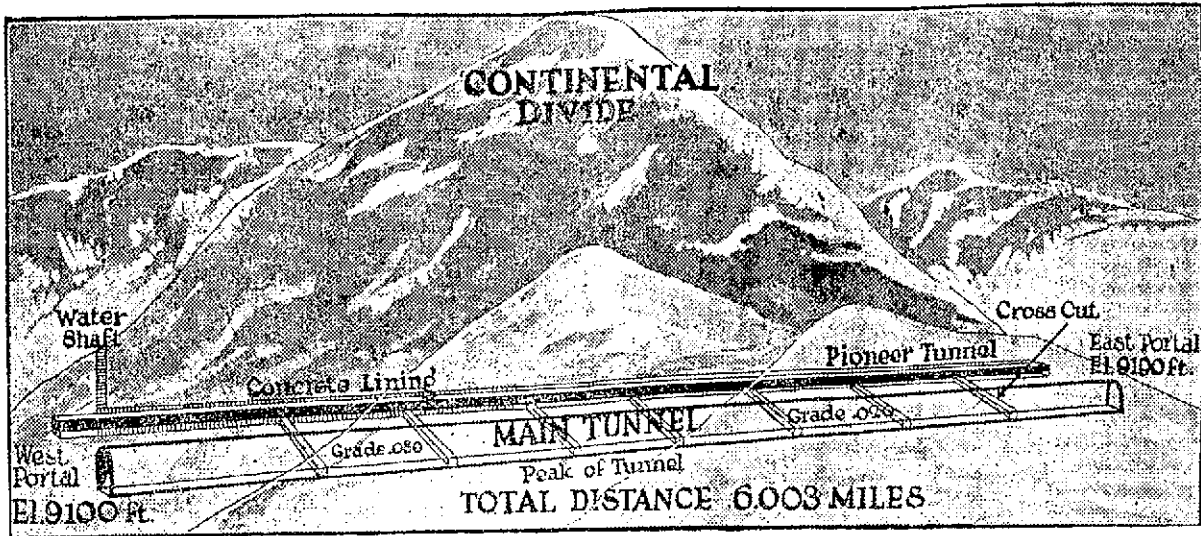 CONTINENTAL
DIVIDE
Water
Shaft
Cross Cut
East Portal
El.9100 ft.
Pioneer Tunnel
Concrete Lining
MAIN TUNNEL
Grade .090
Grade .080
West
Portal
El.9100 ft.
Peak of Tunnel
TOTAL DISTANCE 6.003 MILES